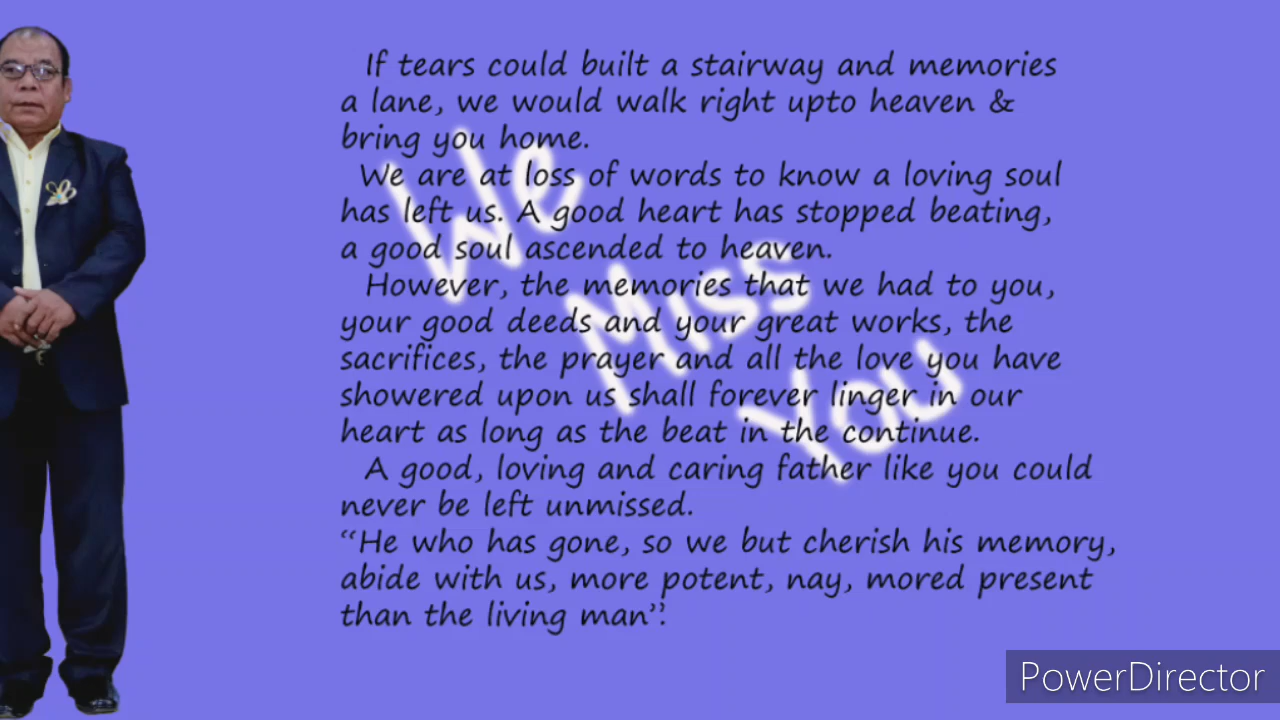 If tears could built a stairway and memories
a lane, we would walk right upto heaven &
bring you home.
We are at loss of words to know a loving soul
has left us. A good heart has stopped beating,
a good soul ascended to heaven.
However, the memories that we had to you,
your good deeds and your great works, the
sacrifices, the prayer and all the love you have
showered upon us shall forever linger in our
heart as long as the beat in the continue.
A good, loving and caring father like you could
never be left unmissed.
“He who has gone, so we but cherish his memory,
abide with us, more potent, nay, mored present
than the living man”.
We
Miss
You
PowerDirector